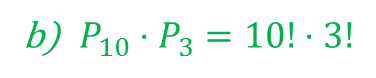 b) P₁₀ · P₃ = 10! · 3!